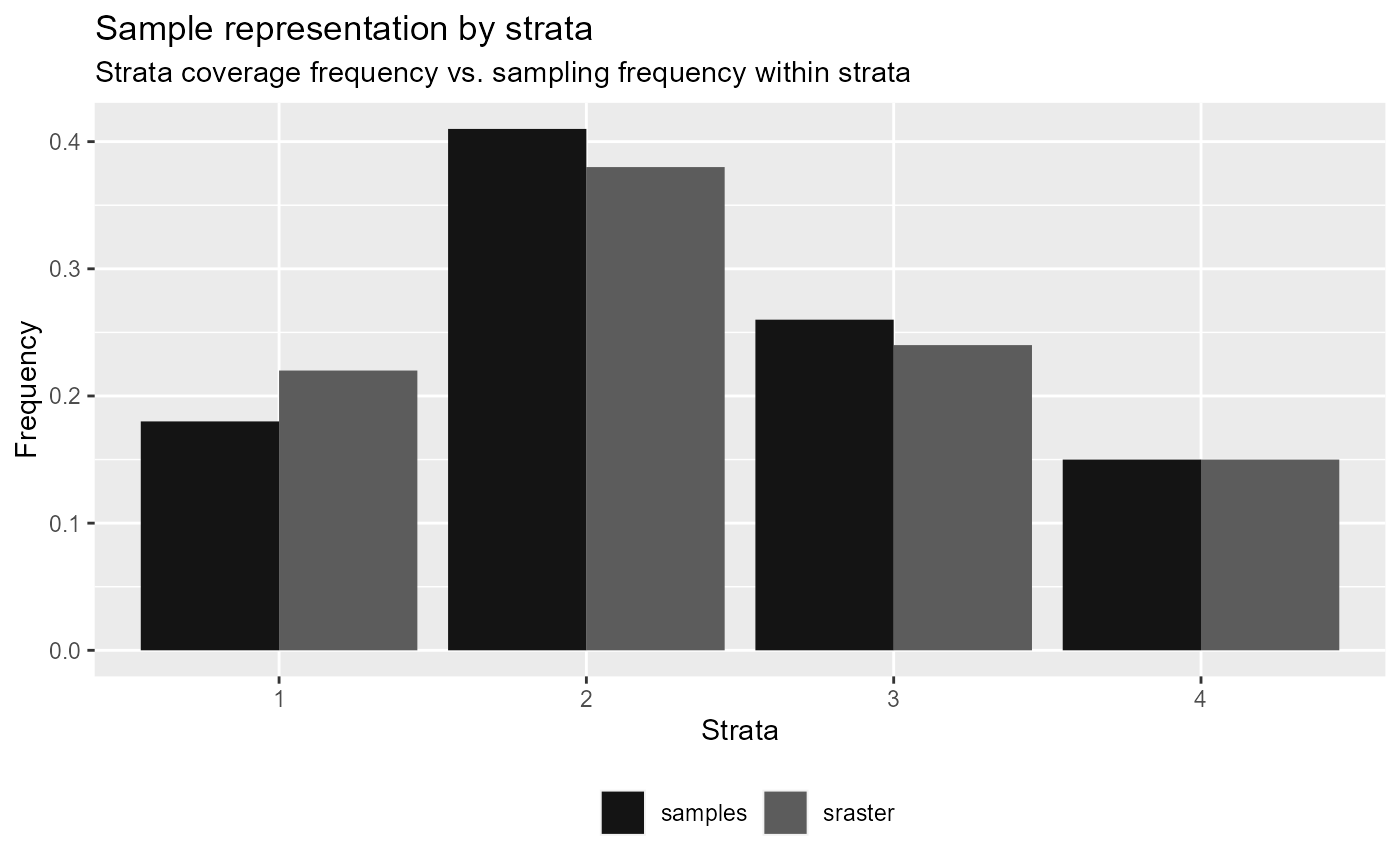 Sample representation by strata
Strata coverage frequency vs. sampling frequency within strata
Frequency
0.4
0.3
0.2
0.1
0.0
1 2 3 4
Strata
samples sraster